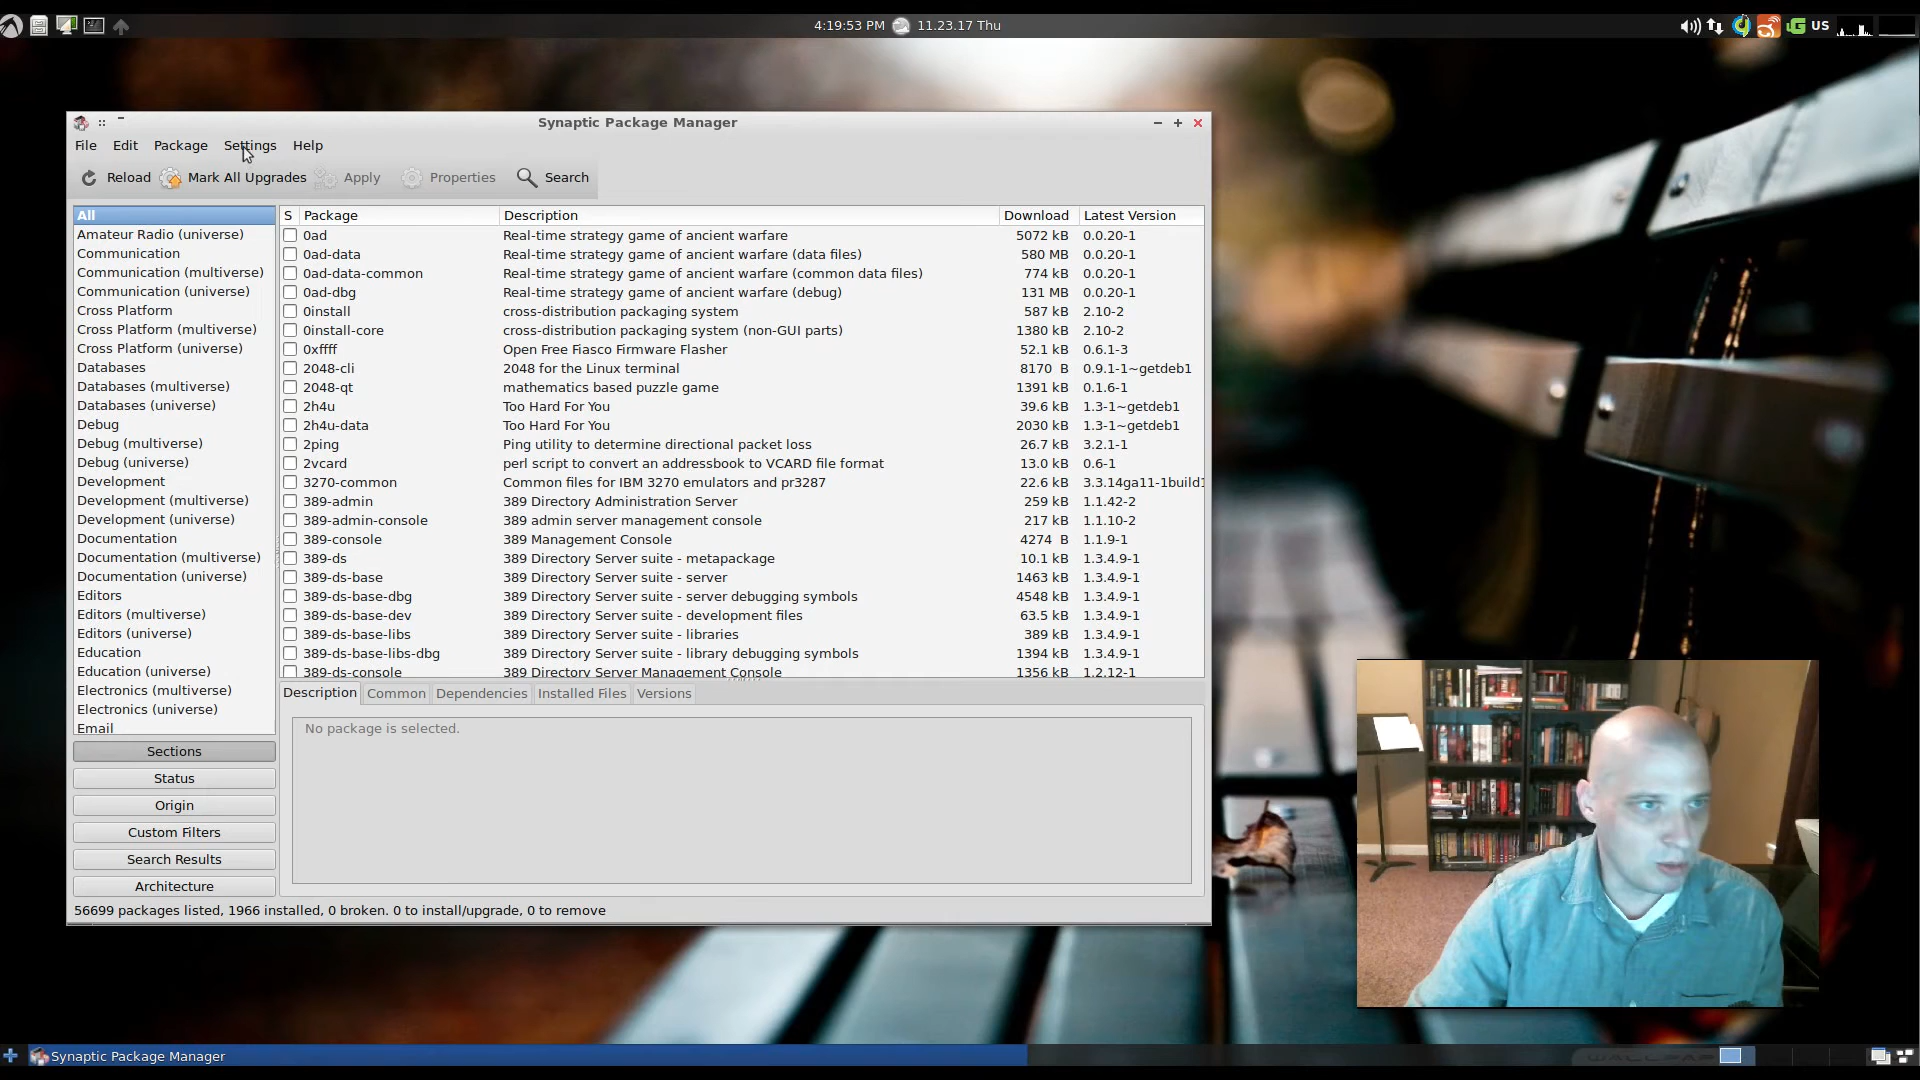 4:19:53 PM 11.23.17 Thu
US
Synaptic Package Manager
File Edit Package Settings Help
Reload Mark All Upgrades Apply Properties Search
S Package Description Download Latest Version
All
Amateur Radio (universe)
Communication
Communication (multiverse)
Communication (universe)
Cross Platform
Cross Platform (multiverse)
Cross Platform (universe)
Databases
Databases (multiverse)
Databases (universe)
Debug
Debug (multiverse)
Debug (universe)
Development
Development (multiverse)
Development (universe)
Documentation
Documentation (multiverse)
Documentation (universe)
Editors
Editors (multiverse)
Editors (universe)
Education
Education (universe)
Electronics (multiverse)
Electronics (universe)
Email
Sections
Status
Origin
Custom Filters
Search Results
Architecture
0ad Real-time strategy game of ancient warfare 5072 kB 0.0.20-1
0ad-data Real-time strategy game of ancient warfare (data files) 580 MB 0.0.20-1
0ad-data-common Real-time strategy game of ancient warfare (common data files) 774 kB 0.0.20-1
0ad-dbg Real-time strategy game of ancient warfare (debug) 131 MB 0.0.20-1
0install cross-distribution packaging system 587 kB 2.10-2
0install-core cross-distribution packaging system (non-GUI parts) 1380 kB 2.10-2
0xffff Open Free Fiasco Firmware Flasher 52.1 kB 0.6.1-3
2048-cli 2048 for the Linux terminal 8170 B 0.9.1-1~getdeb1
2048-qt mathematics based puzzle game 1391 kB 0.1.6-1
2h4u Too Hard For You 39.6 kB 1.3-1~getdeb1
2h4u-data Too Hard For You 2030 kB 1.3-1~getdeb1
2ping Ping utility to determine directional packet loss 26.7 kB 3.2.1-1
2vcard perl script to convert an addressbook to VCARD file format 13.0 kB 0.6-1
3270-common Common files for IBM 3270 emulators and pr3287 22.6 kB 3.3.14ga11-1build1
389-admin 389 Directory Administration Server 259 kB 1.1.42-2
389-admin-console 389 admin server management console 217 kB 1.1.10-2
389-console 389 Management Console 4274 B 1.1.9-1
389-ds 389 Directory Server suite - metapackage 10.1 kB 1.3.4.9-1
389-ds-base 389 Directory Server suite - server 1463 kB 1.3.4.9-1
389-ds-base-dbg 389 Directory Server suite - server debugging symbols 4548 kB 1.3.4.9-1
389-ds-base-dev 389 Directory Server suite - development files 63.5 kB 1.3.4.9-1
389-ds-base-libs 389 Directory Server suite - libraries 389 kB 1.3.4.9-1
389-ds-base-libs-dbg 389 Directory Server suite - library debugging symbols 1394 kB 1.3.4.9-1
389-ds-console 389 Directory Server Management Console 1356 kB 1.2.12-1
Description Common Dependencies Installed Files Versions
No package is selected.
56699 packages listed, 1966 installed, 0 broken. 0 to install/upgrade, 0 to remove
Synaptic Package Manager